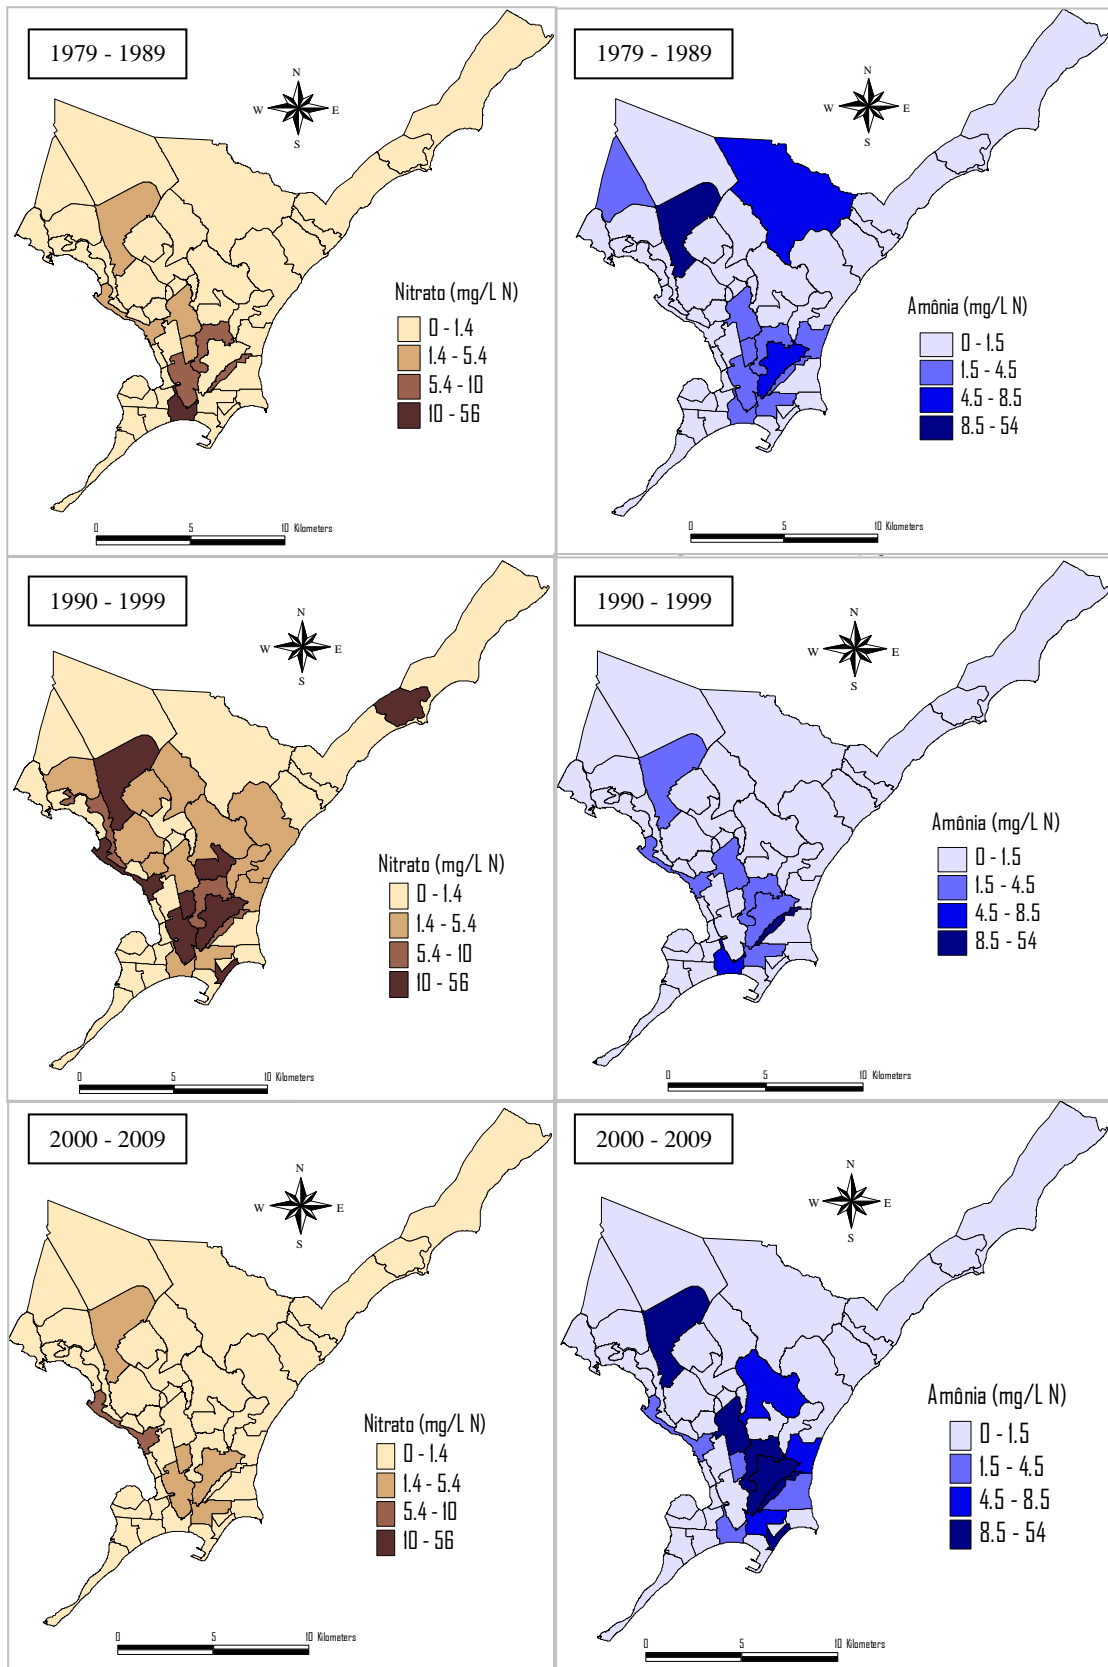 1979 - 1989
N
W E
S
Nitrato (mg/L N)
0 - 1.4
1.4 - 5.4
5.4 - 10
10 - 56
0 5 10 Kilometers
1979 - 1989
N
W E
S
Amônia (mg/L N)
0 - 1.5
1.5 - 4.5
4.5 - 8.5
8.5 - 54
0 5 10 Kilometers
1990 - 1999
N
W E
S
Nitrato (mg/L N)
0 - 1.4
1.4 - 5.4
5.4 - 10
10 - 56
0 5 10 Kilometers
1990 - 1999
N
W E
S
Amônia (mg/L N)
0 - 1.5
1.5 - 4.5
4.5 - 8.5
8.5 - 54
0 5 10 Kilometers
2000 - 2009
N
W E
S
Nitrato (mg/L N)
0 - 1.4
1.4 - 5.4
5.4 - 10
10 - 56
0 5 10 Kilometers
2000 - 2009
N
W E
S
Amônia (mg/L N)
0 - 1.5
1.5 - 4.5
4.5 - 8.5
8.5 - 54
0 5 10 Kilometers